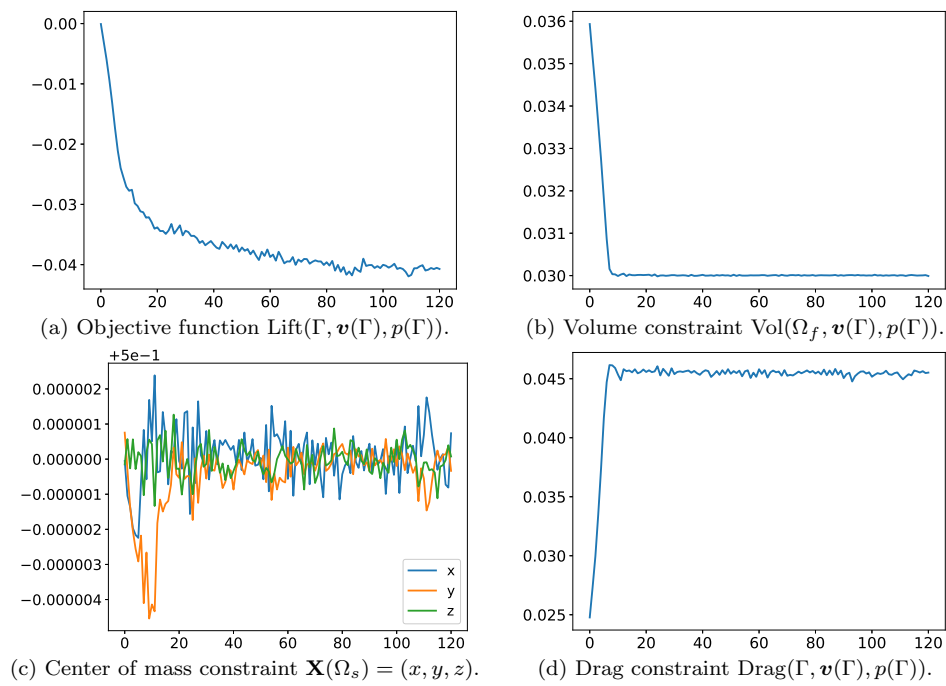 0.00
−0.01
−0.02
−0.03
−0.04
0 20 40 60 80 100 120
(a) Objective function Lift(Γ, v(Γ), p(Γ)).
0.036
0.035
0.034
0.033
0.032
0.031
0.030
0 20 40 60 80 100 120
(b) Volume constraint Vol(Ω_f, v(Γ), p(Γ)).
+5e−1
0.000002
0.000001
0.000000
−0.000001
−0.000002
−0.000003
−0.000004
x
y
z
0 20 40 60 80 100 120
(c) Center of mass constraint X(Ω_s) = (x, y, z).
0.045
0.040
0.035
0.030
0.025
0 20 40 60 80 100 120
(d) Drag constraint Drag(Γ, v(Γ), p(Γ)).